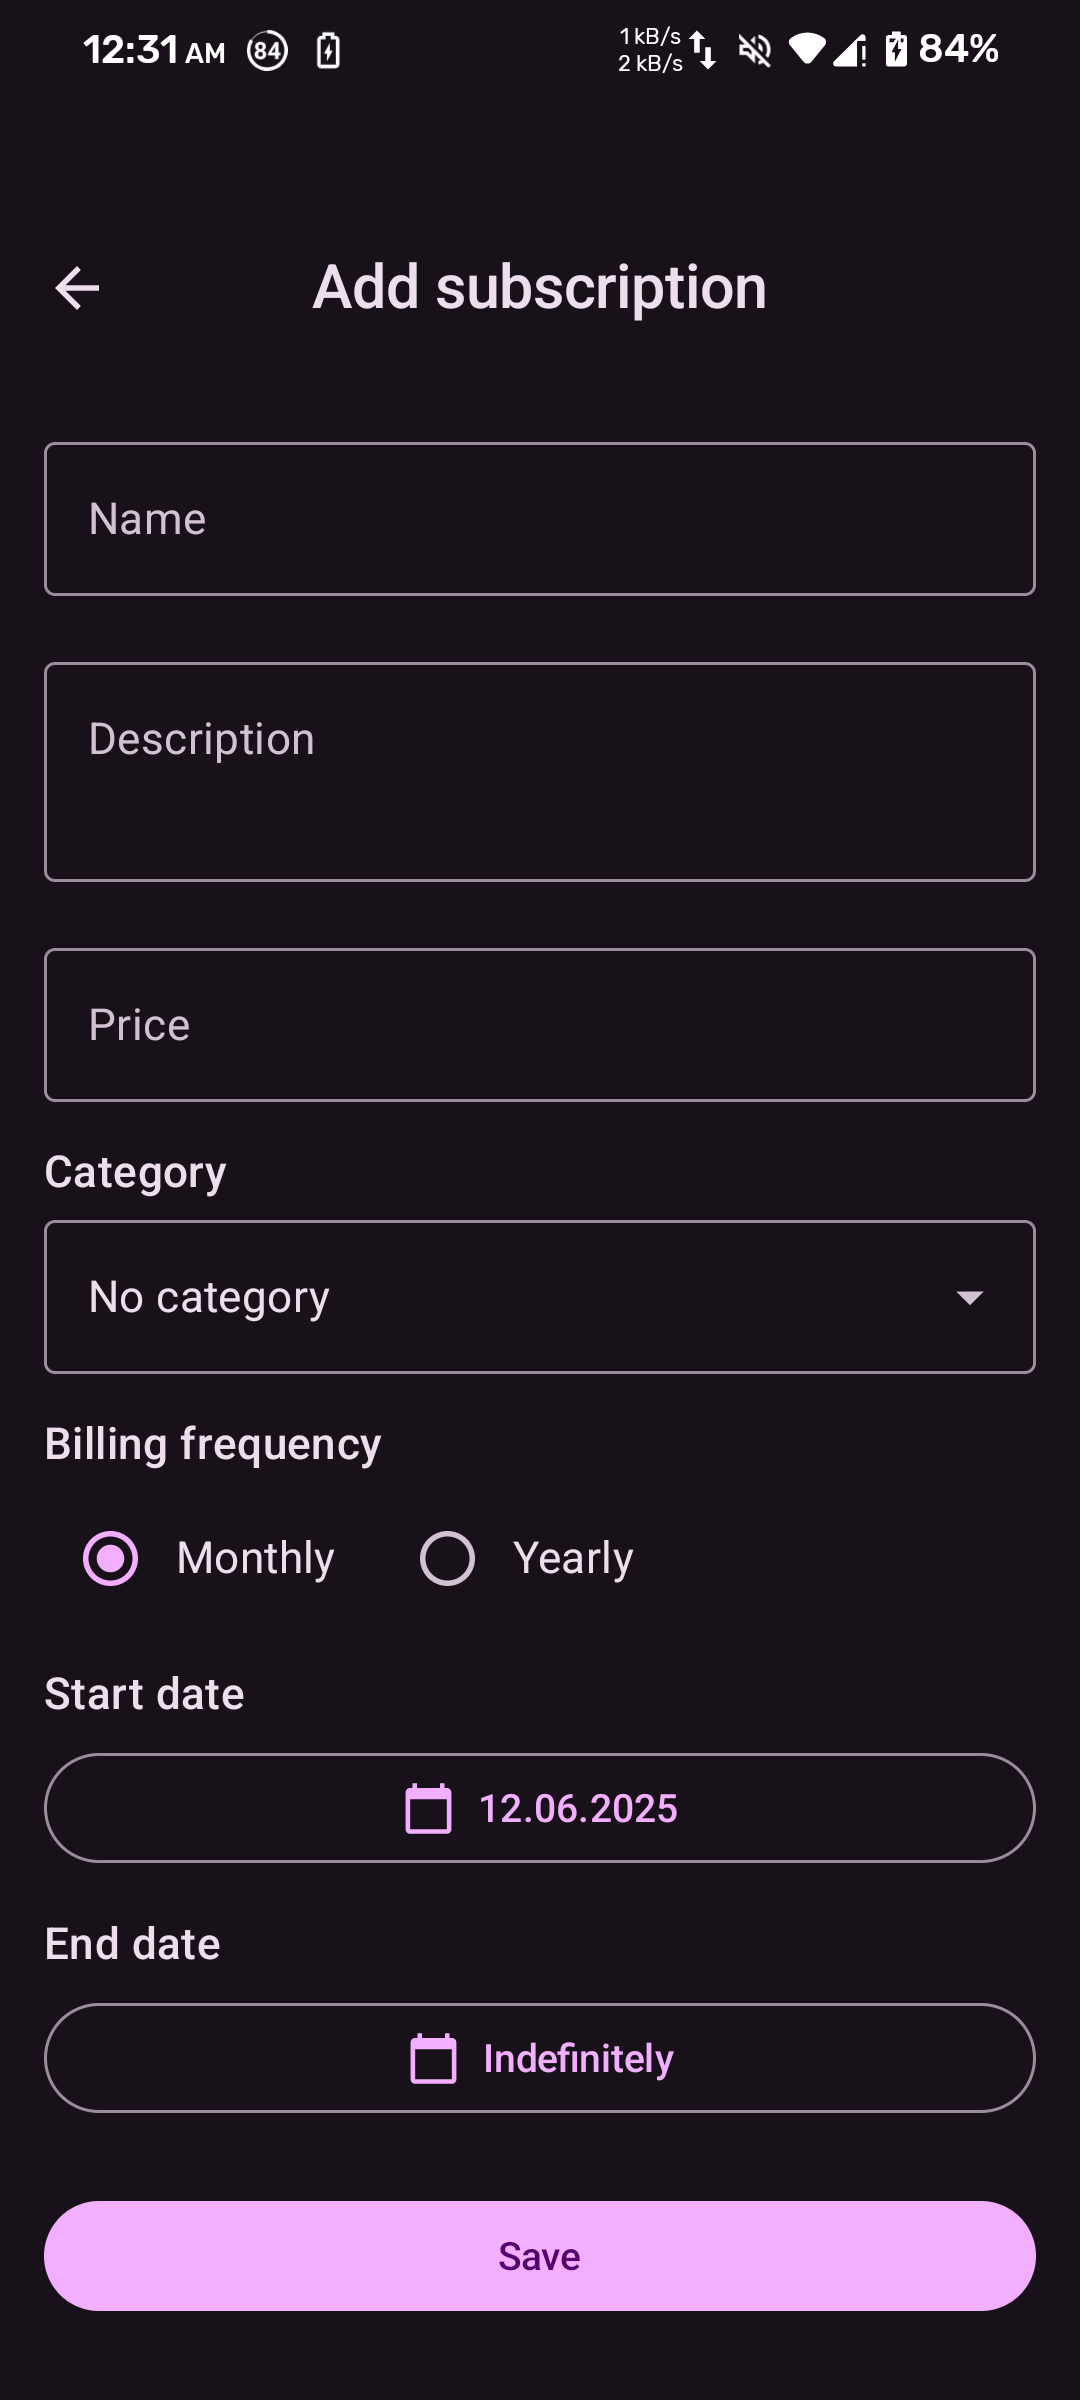 12:31 AM 84 1 kB/s 2 kB/s 84%
Add subscription
Name
Description
Price
Category
No category
Billing frequency
Monthly Yearly
Start date
12.06.2025
End date
Indefinitely
Save